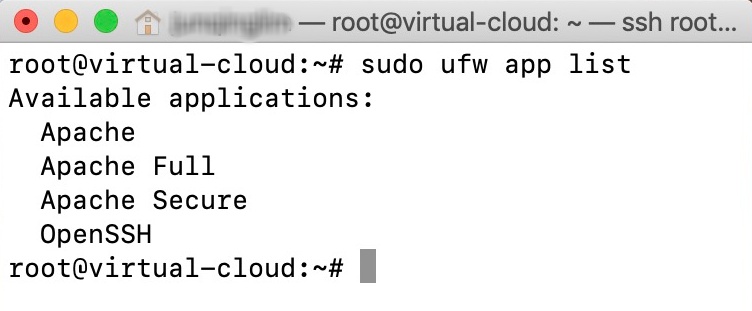 — root@virtual-cloud: ~ — ssh root...
root@virtual-cloud:~# sudo ufw app list
Available applications:
Apache
Apache Full
Apache Secure
OpenSSH
root@virtual-cloud:~#